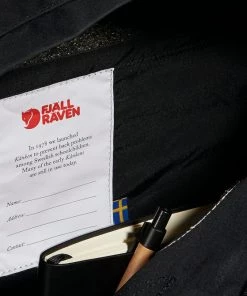 FJÄLL
RÄVEN
In 1978 we launched
Kånken to prevent back problems
among Swedish schoolchildren.
Many of the early Kånkens
are still in use today.
Name
Address
Contact